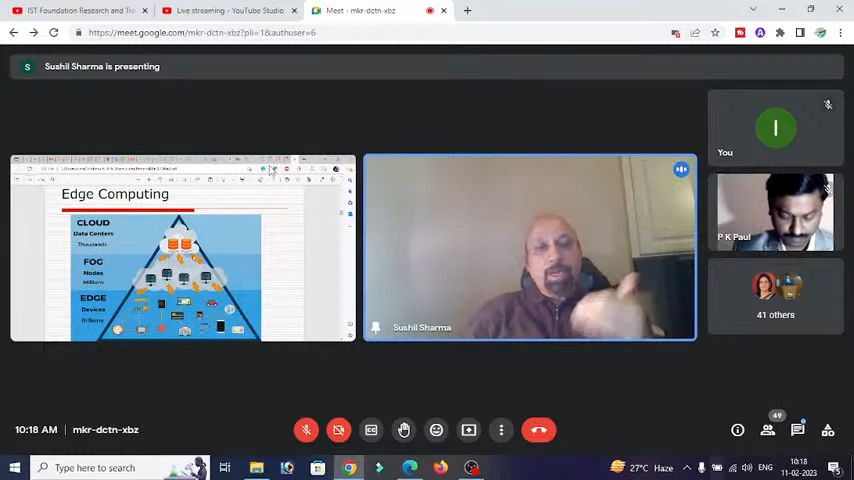 IST Foundation Research and Tra
Live streaming - YouTube Studio
Meet - mkr-dctn-xbz
https://meet.google.com/mkr-dctn-xbz?pli=1&authuser=6
S Sushil Sharma is presenting
Edge Computing
CLOUD
Data Centers
Thousands
FOG
Nodes
Millions
EDGE
Devices
Billions
Sushil Sharma
I
You
P K Paul
41 others
10:18 AM mkr-dctn-xbz
49
Type here to search
27°C Haze
ENG
10:18
11-02-2023
5